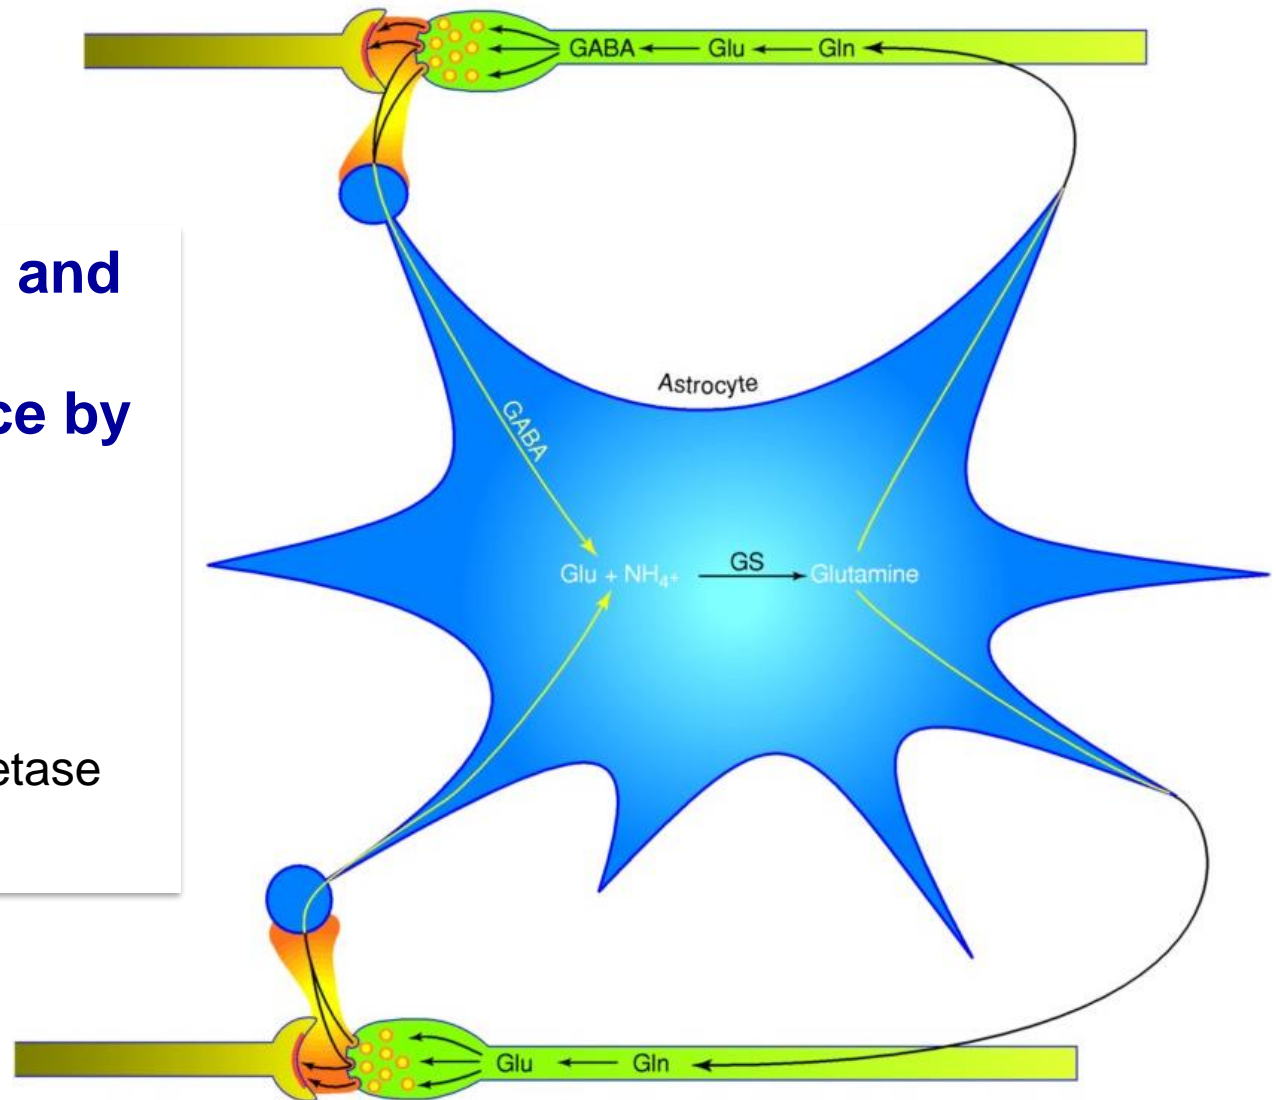 GABA Glu Gln
and
ce by
etase
Astrocyte
GABA
Glu + NH₄+ GS Glutamine
Glu Gln